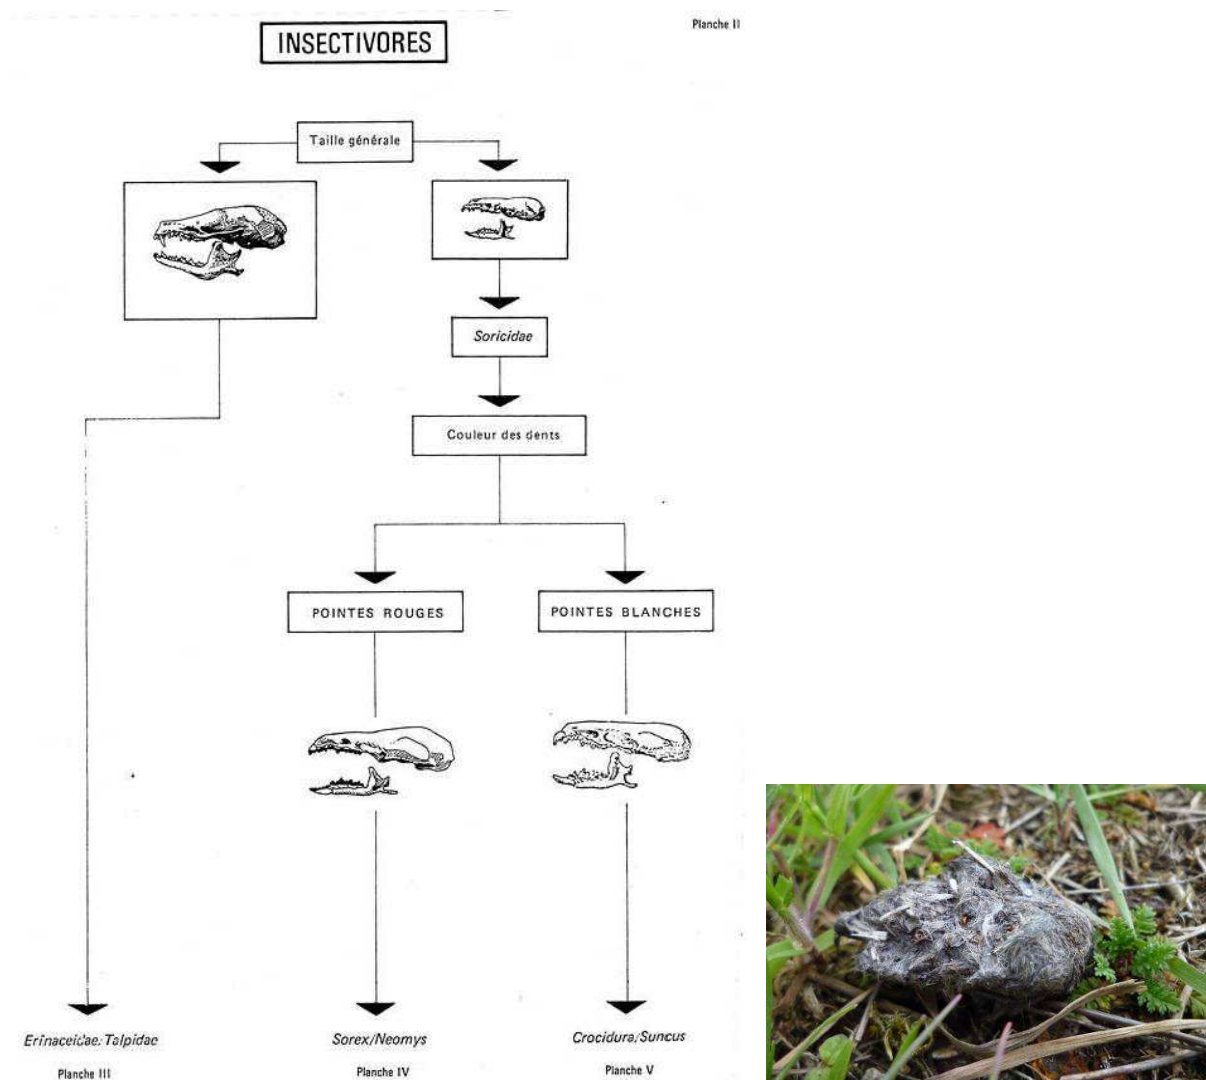 Planche II
INSECTIVORES
Taille générale
Soricidae
Couleur des dents
POINTES ROUGES
POINTES BLANCHES
Erinaceidae/Talpidae
Sorex/Neomys
Crocidura/Suncus
Planche III
Planche IV
Planche V